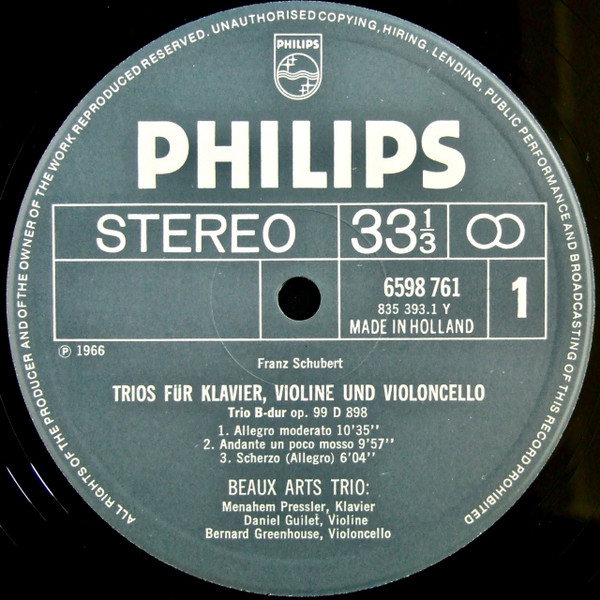 ALL RIGHTS OF THE PRODUCER AND OF THE OWNER OF THE WORK REPRODUCED RESERVED. UNAUTHORISED COPYING, HIRING, LENDING, PUBLIC PERFORMANCE AND BROADCASTING OF THIS RECORD PROHIBITED
PHILIPS
PHILIPS
STEREO 33⅓
6598 761
835 393.1 Y
MADE IN HOLLAND
1
℗ 1966
Franz Schubert
TRIOS FÜR KLAVIER, VIOLINE UND VIOLONCELLO
Trio B-dur op. 99 D 898
1. Allegro moderato 10'35''
2. Andante un poco mosso 9'57''
3. Scherzo (Allegro) 6'04''
BEAUX ARTS TRIO:
Menahem Pressler, Klavier
Daniel Guilet, Violine
Bernard Greenhouse, Violoncello